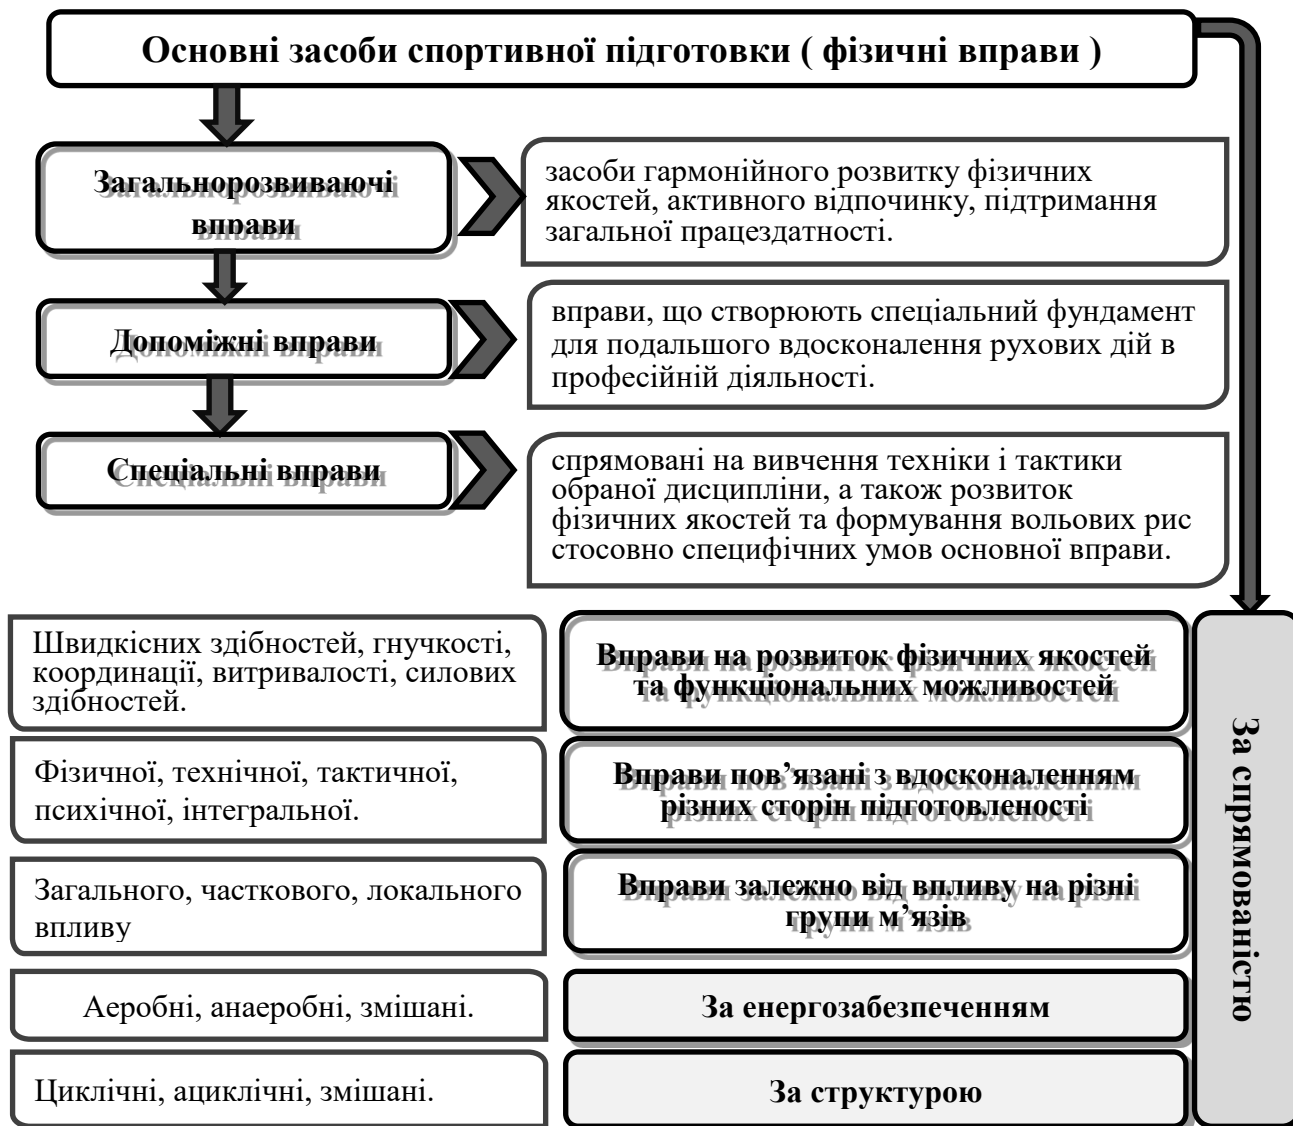 Основні засоби спортивної підготовки ( фізичні вправи )
Загальнорозвиваючі
вправи
засоби гармонійного розвитку фізичних
якостей, активного відпочинку, підтримання
загальної працездатності.
Допоміжні вправи
вправи, що створюють спеціальний фундамент
для подальшого вдосконалення рухових дій в
професійній діяльності.
Спеціальні вправи
спрямовані на вивчення техніки і тактики
обраної дисципліни, а також розвиток
фізичних якостей та формування вольових рис
стосовно специфічних умов основної вправи.
За спрямованістю
Швидкісних здібностей, гнучкості,
координації, витривалості, силових
здібностей.
Вправи на розвиток фізичних якостей
та функціональних можливостей
Фізичної, технічної, тактичної,
психічної, інтегральної.
Вправи пов’язані з вдосконаленням
різних сторін підготовленості
Загального, часткового, локального
впливу
Вправи залежно від впливу на різні
групи м’язів
Аеробні, анаеробні, змішані.
За енергозабезпеченням
Циклічні, ациклічні, змішані.
За структурою